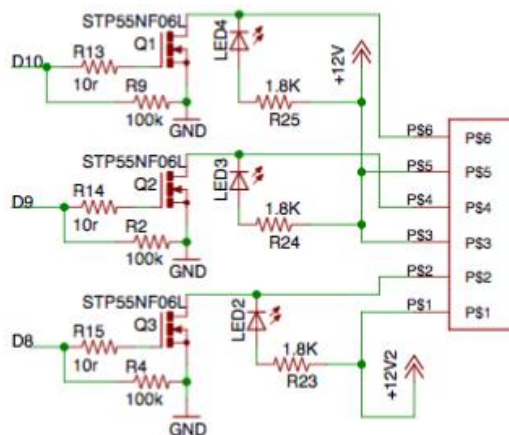 STP55NF06L
D10
R13
10r
Q1
R9
100k
GND
LED4
1.8K
R25
+12V
STP55NF06L
D9
R14
10r
Q2
R2
100k
GND
LED3
1.8K
R24
STP55NF06L
D8
R15
10r
Q3
R4
100k
GND
LED2
1.8K
R23
+12V2
P$6 P$6
P$5 P$5
P$4 P$4
P$3 P$3
P$2 P$2
P$1 P$1